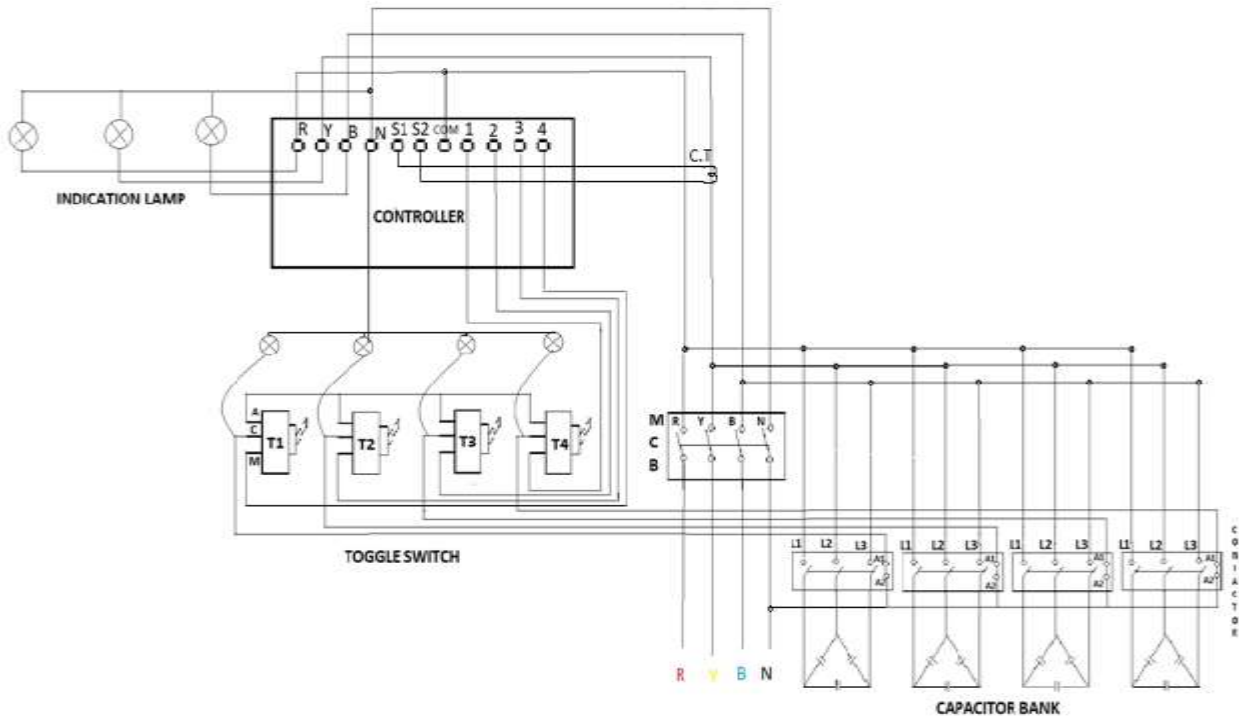 R Y B N S1 S2 COM 1 2 3 4
C.T
INDICATION LAMP
CONTROLLER
A
C
M
T1 T2 T3 T4
M
C
B
R Y B N
TOGGLE SWITCH
L1 L2 L3 A1 A2
L1 L2 L3 A1 A2
L1 L2 L3 A1 A2
L1 L2 L3 A1 A2
CONTACTOR
R Y B N
CAPACITOR BANK